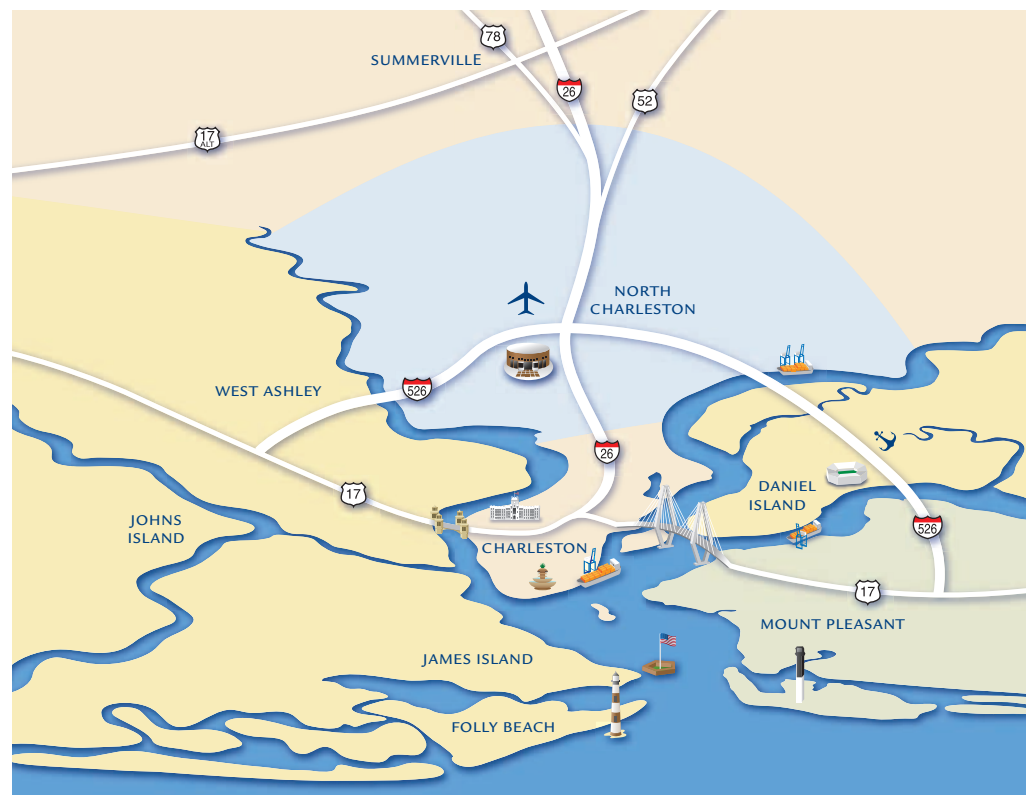 78
SUMMERVILLE
26
52
17
ALT
NORTH
CHARLESTON
WEST ASHLEY
526
26
17
DANIEL
ISLAND
JOHNS
ISLAND
526
CHARLESTON
17
MOUNT PLEASANT
JAMES ISLAND
FOLLY BEACH